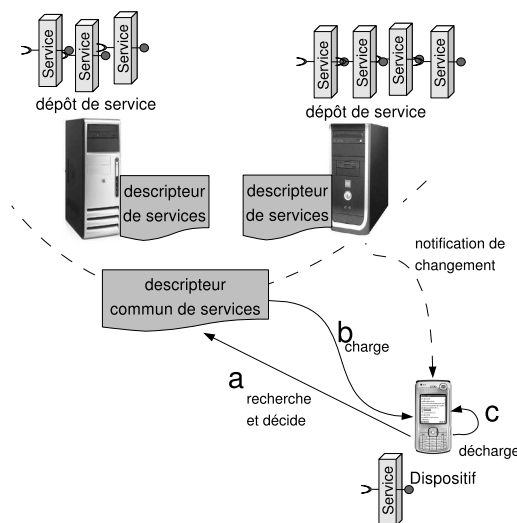 Service
Service
Service
dépôt de service
Service
Service
Service
Service
dépôt de service
descripteur
de services
descripteur
de services
notification de
changement
descripteur
commun de services
b
charge
a
recherche
et décide
c
décharge
Service
Dispositif